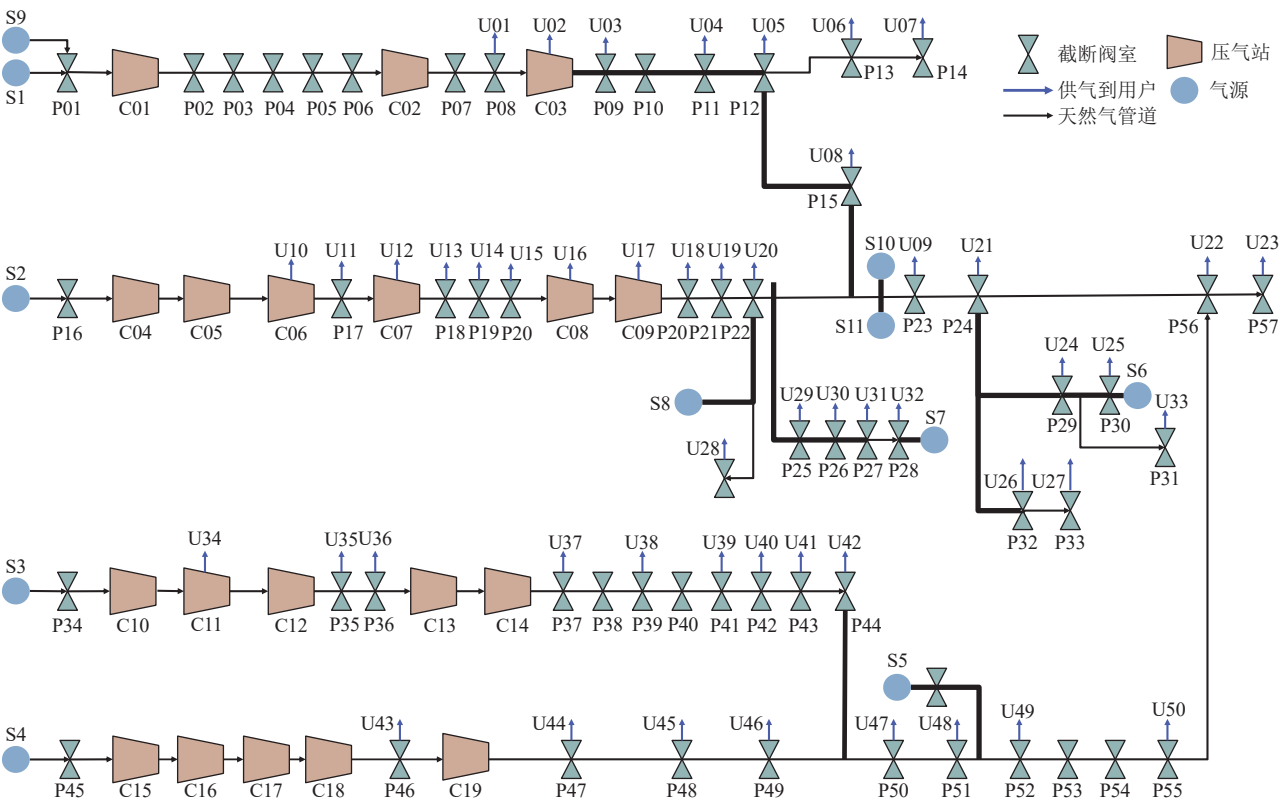 S9
U01 U02 U03 U04 U05 U06 U07
截断阀室 压气站
S1
P01 C01 P02 P03 P04 P05 P06 C02 P07 P08 C03 P09 P10 P11 P12 P13 P14
供气到用户 气源
天然气管道
U08
P15
S10 U09 U21 U22 U23
S2
U10 U11 U12 U13 U14 U15 U16 U17 U18 U19 U20
S11
P16 C04 C05 C06 P17 C07 P18 P19 P20 C08 C09 P20 P21 P22 P23 P24 P56 P57
U24 U25 S6
S8
U29 U30 U31 U32 S7
P29 P30 U33
U28
P25 P26 P27 P28
P31
U26 U27
P32 P33
S3
U34 U35 U36 U37 U38 U39 U40 U41 U42
P34 C10 C11 C12 P35 P36 C13 C14 P37 P38 P39 P40 P41 P42 P43 P44
S5
S4
U43 U44 U45 U46 U47 U48 U49 U50
P45 C15 C16 C17 C18 P46 C19 P47 P48 P49 P50 P51 P52 P53 P54 P55